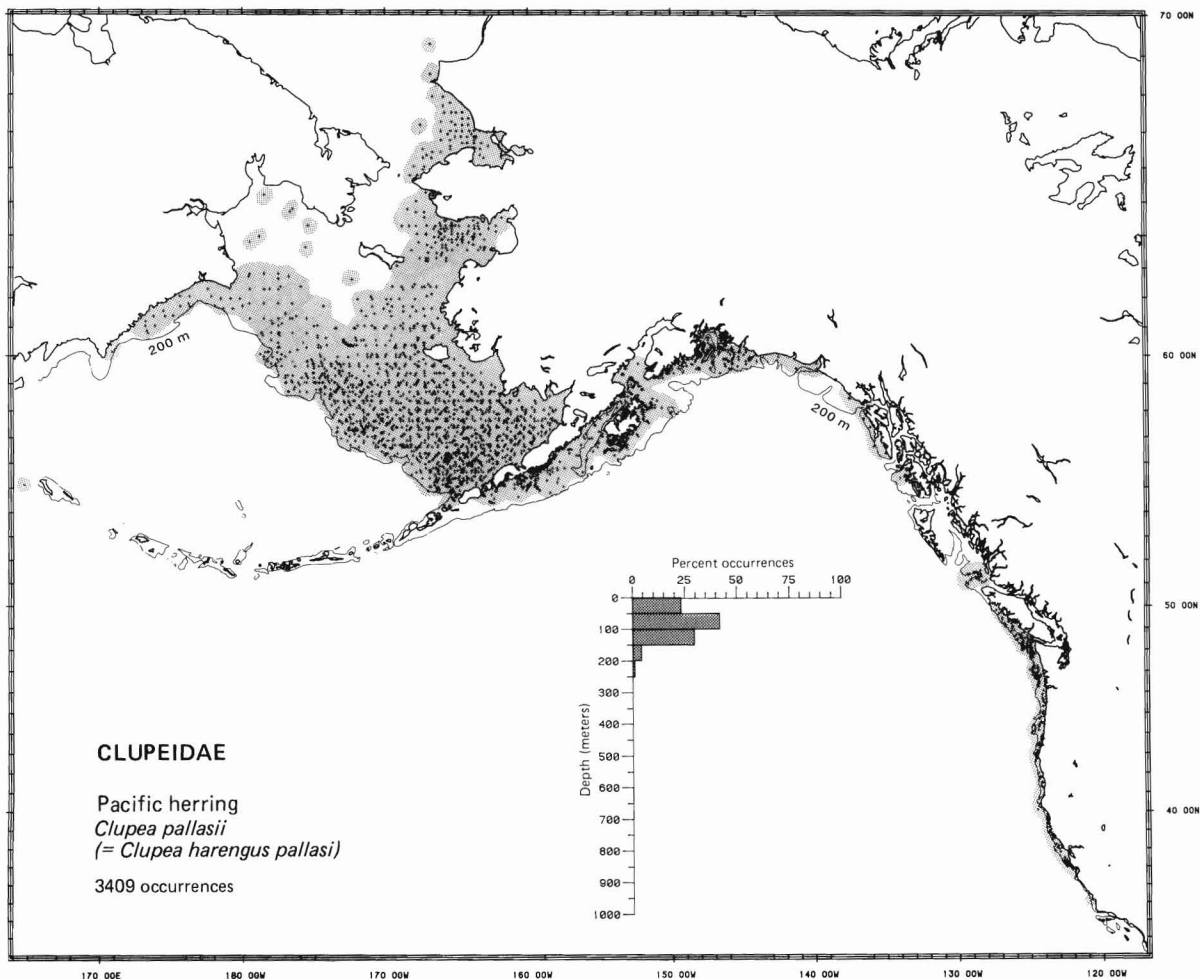 70 00N
200 m
60 00N
200 m
Percent occurrences
0 25 50 75 100
0
50 00N
100
200
300
400
500
600
700
800
900
1000
Depth (meters)
40 00N
CLUPEIDAE
Pacific herring
Clupea pallasii
(= Clupea harengus pallasi)
3409 occurrences
170 00E 180 00W 170 00W 160 00W 150 00W 140 00W 130 00W 120 00W